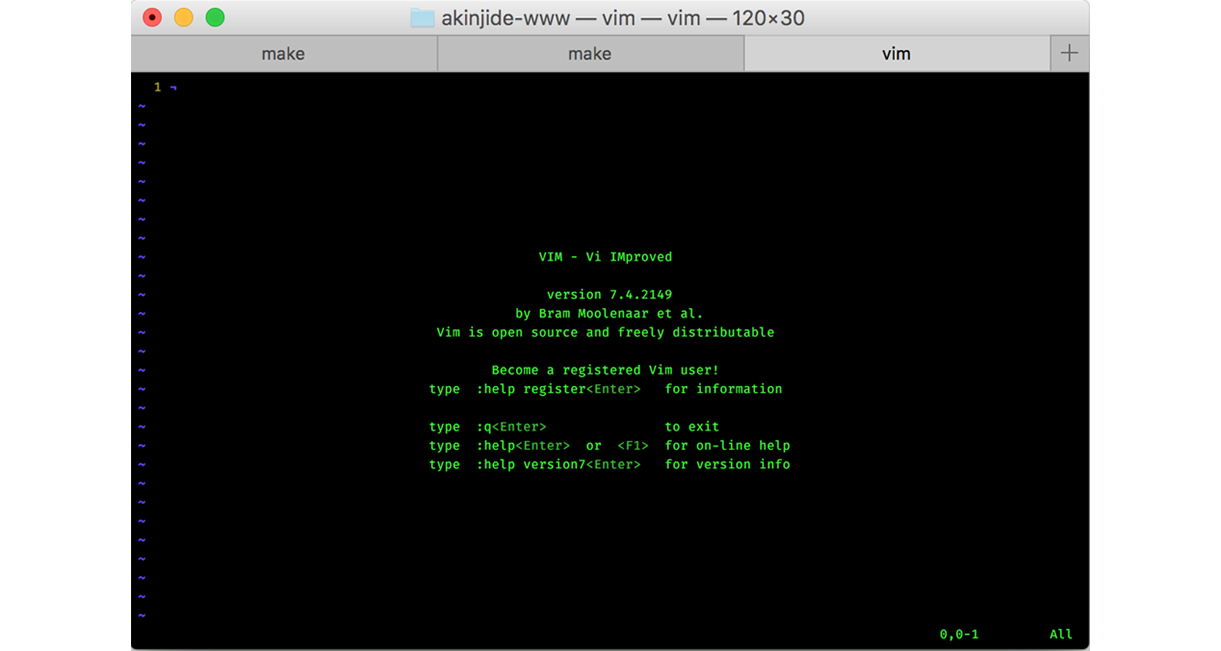 akinjide-www — vim — vim — 120×30
make make vim +
1 ¬
~
~
~
~
~
~
~
~
~ VIM - Vi IMproved
~
~ version 7.4.2149
~ by Bram Moolenaar et al.
~ Vim is open source and freely distributable
~
~ Become a registered Vim user!
~ type :help register<Enter> for information
~
~ type :q<Enter> to exit
~ type :help<Enter> or <F1> for on-line help
~ type :help version7<Enter> for version info
~
~
~
~
~
~
~
~
0,0-1 All